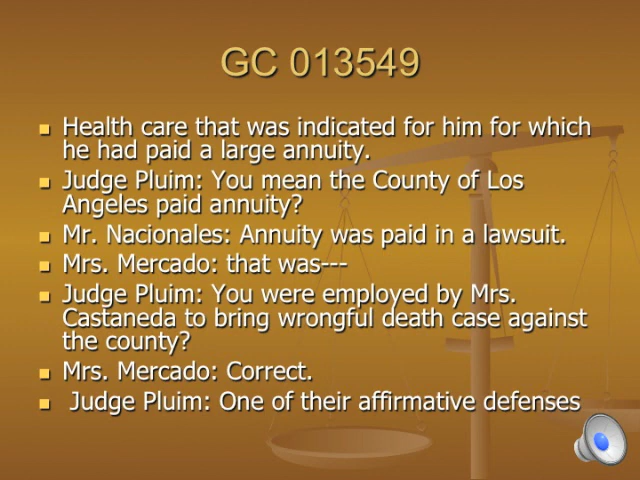 GC 013549
Health care that was indicated for him for which
he had paid a large annuity.
Judge Pluim: You mean the County of Los
Angeles paid annuity?
Mr. Nacionales: Annuity was paid in a lawsuit.
Mrs. Mercado: that was---
Judge Pluim: You were employed by Mrs.
Castaneda to bring wrongful death case against
the county?
Mrs. Mercado: Correct.
Judge Pluim: One of their affirmative defenses